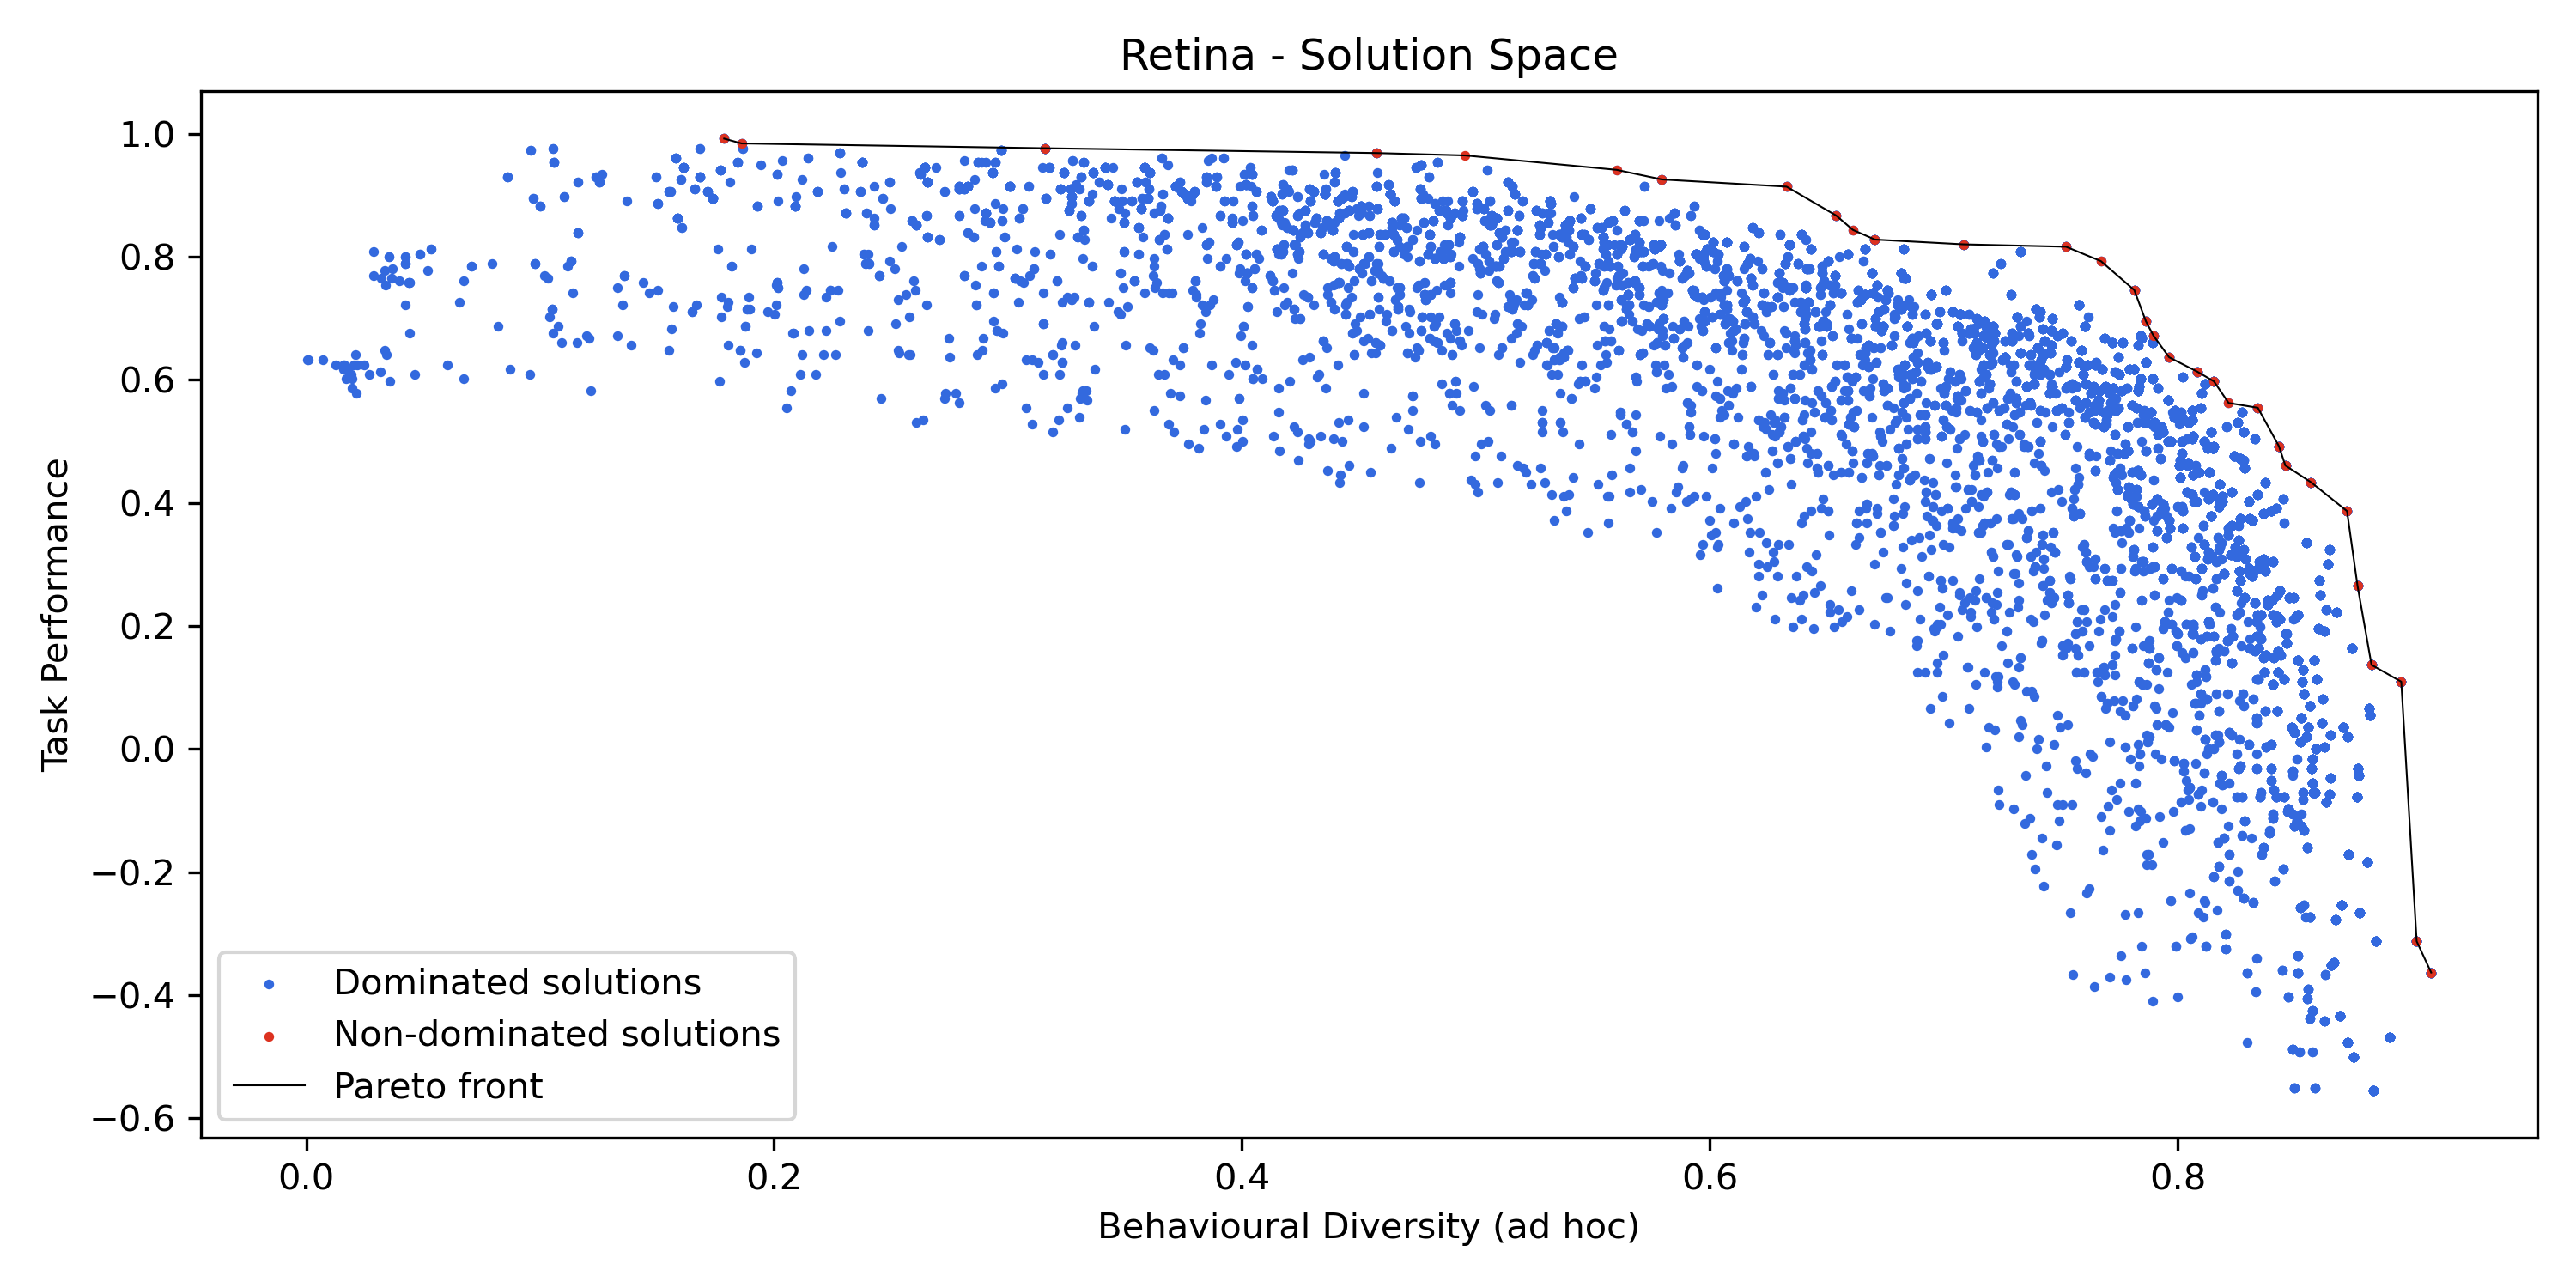 Retina - Solution Space
1.0
0.8
0.6
0.4
0.2
0.0
−0.2
−0.4
−0.6
Task Performance
Dominated solutions
Non-dominated solutions
Pareto front
0.0 0.2 0.4 0.6 0.8
Behavioural Diversity (ad hoc)